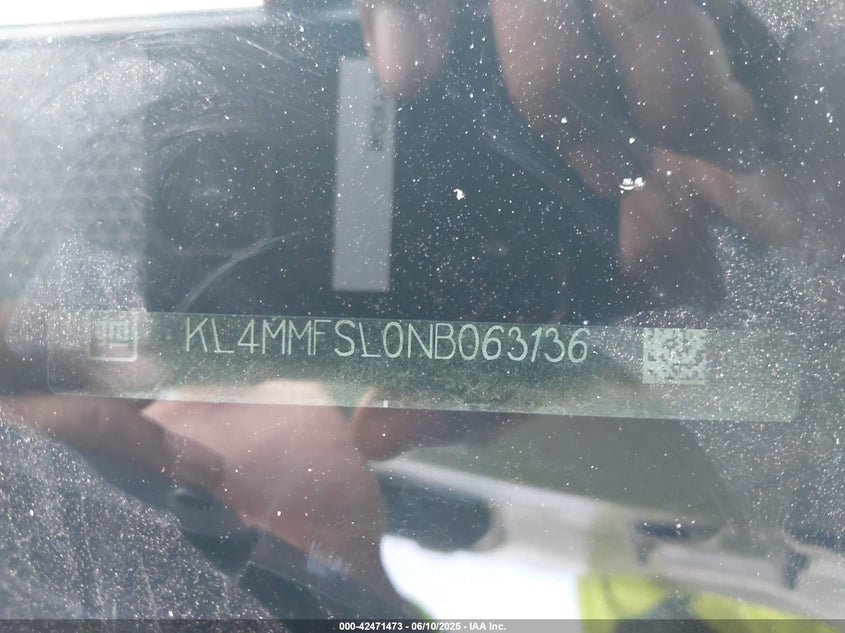 KL4MMFSL0NB063136
000-42471473 - 06/10/2025 - IAA Inc.